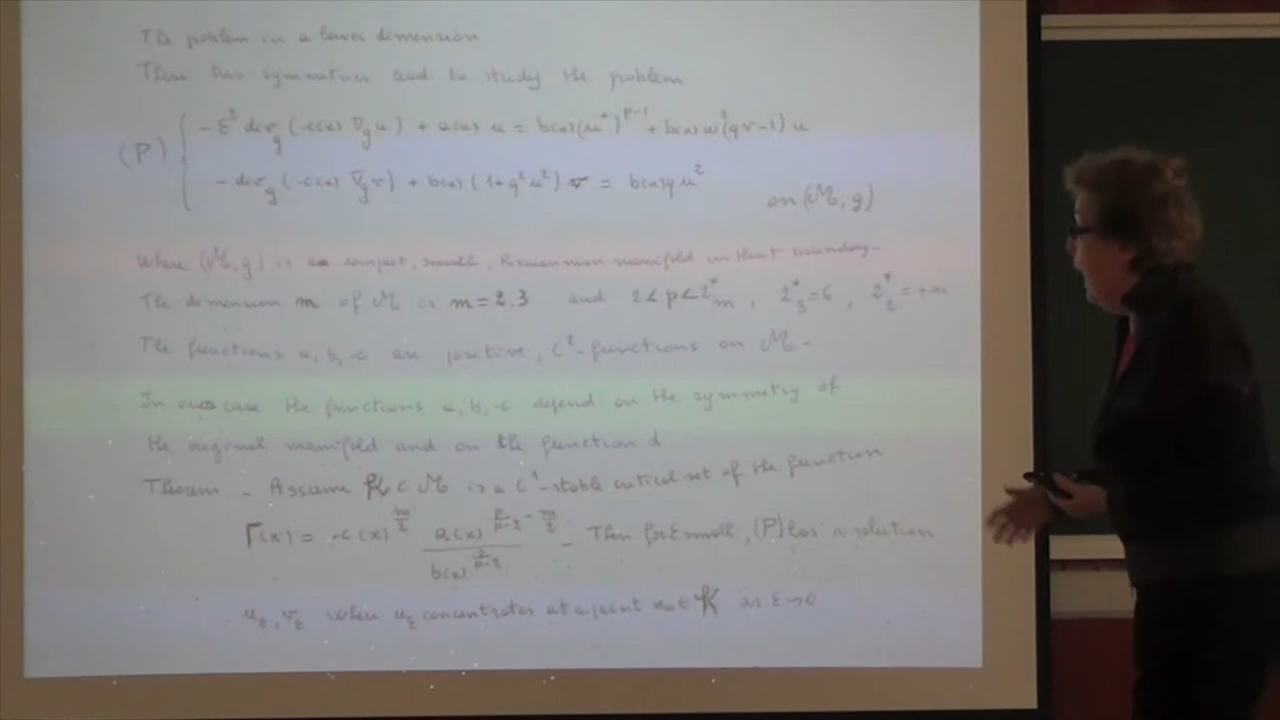 The problem in a lower dimension
These two symmetries lead to study the problem
(P) { -ε² div_g (c(x) ∇_g u) + a(x) u = b(x)(u⁺)^{p-1} + b(x) ω²(qv-1) u
-div_g (c(x) ∇_g v) + b(x) (1+q²u²) v = b(x) q u²
on (M, g)
Where (M, g) is compact, smooth, Riemannian manifold without boundary.
The dimension m of M is m=2,3 and 2<p<2*_m, 2*_3=6, 2*_2=+∞
The functions a, b, c are positive, C²-functions on M.
In case the functions a, b, c depend on the symmetry of
the original manifold and on the function d
Theorem - Assume K ⊂ M is a C¹-stable critical set of the function
Γ(x) = c(x)^{m/2} a(x)^{p/(p-2) - m/2} / b(x)^{2/(p-2)} - Then for ε small, (P) has a solution
u_ε, v_ε where u_ε concentrates at a point x₀ ∈ K as ε→0